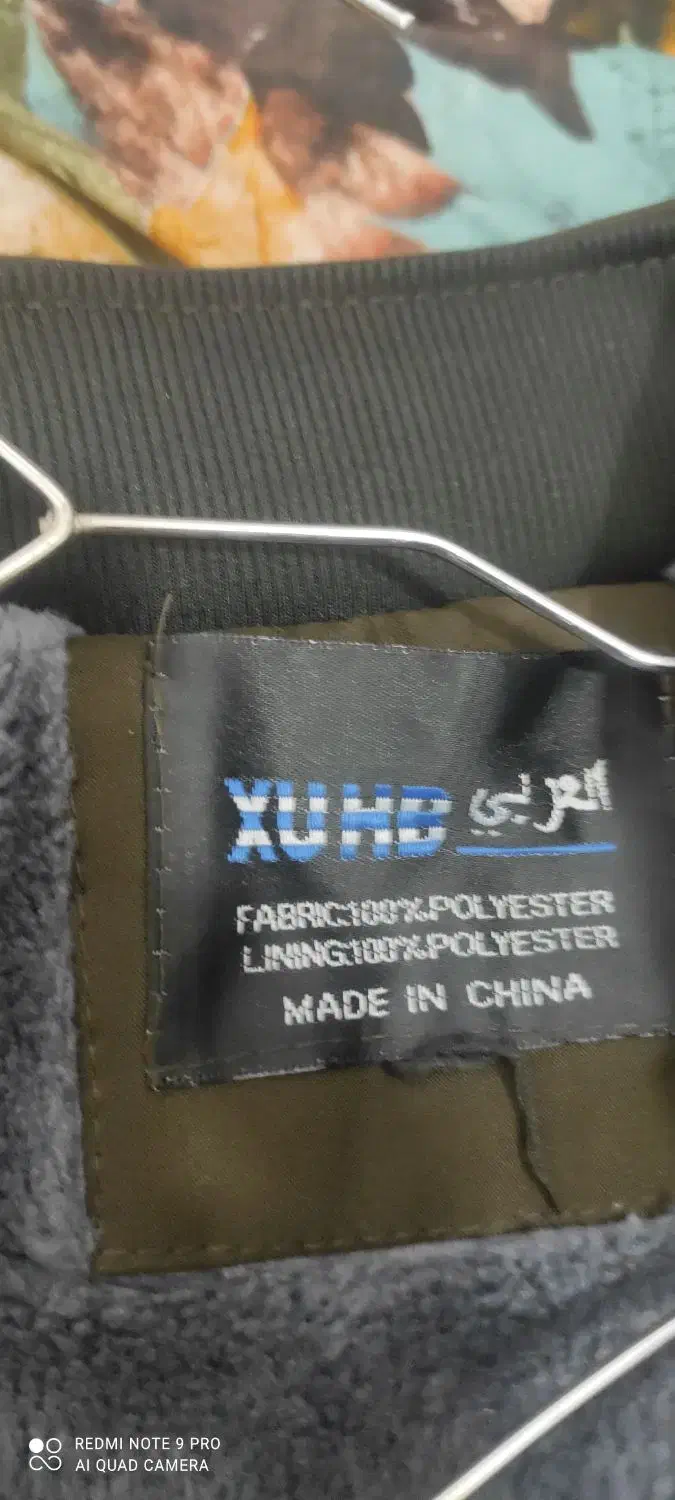 XUHB العربي
FABRIC:100%POLYESTER
LINING:100%POLYESTER
MADE IN CHINA
REDMI NOTE 9 PRO
AI QUAD CAMERA